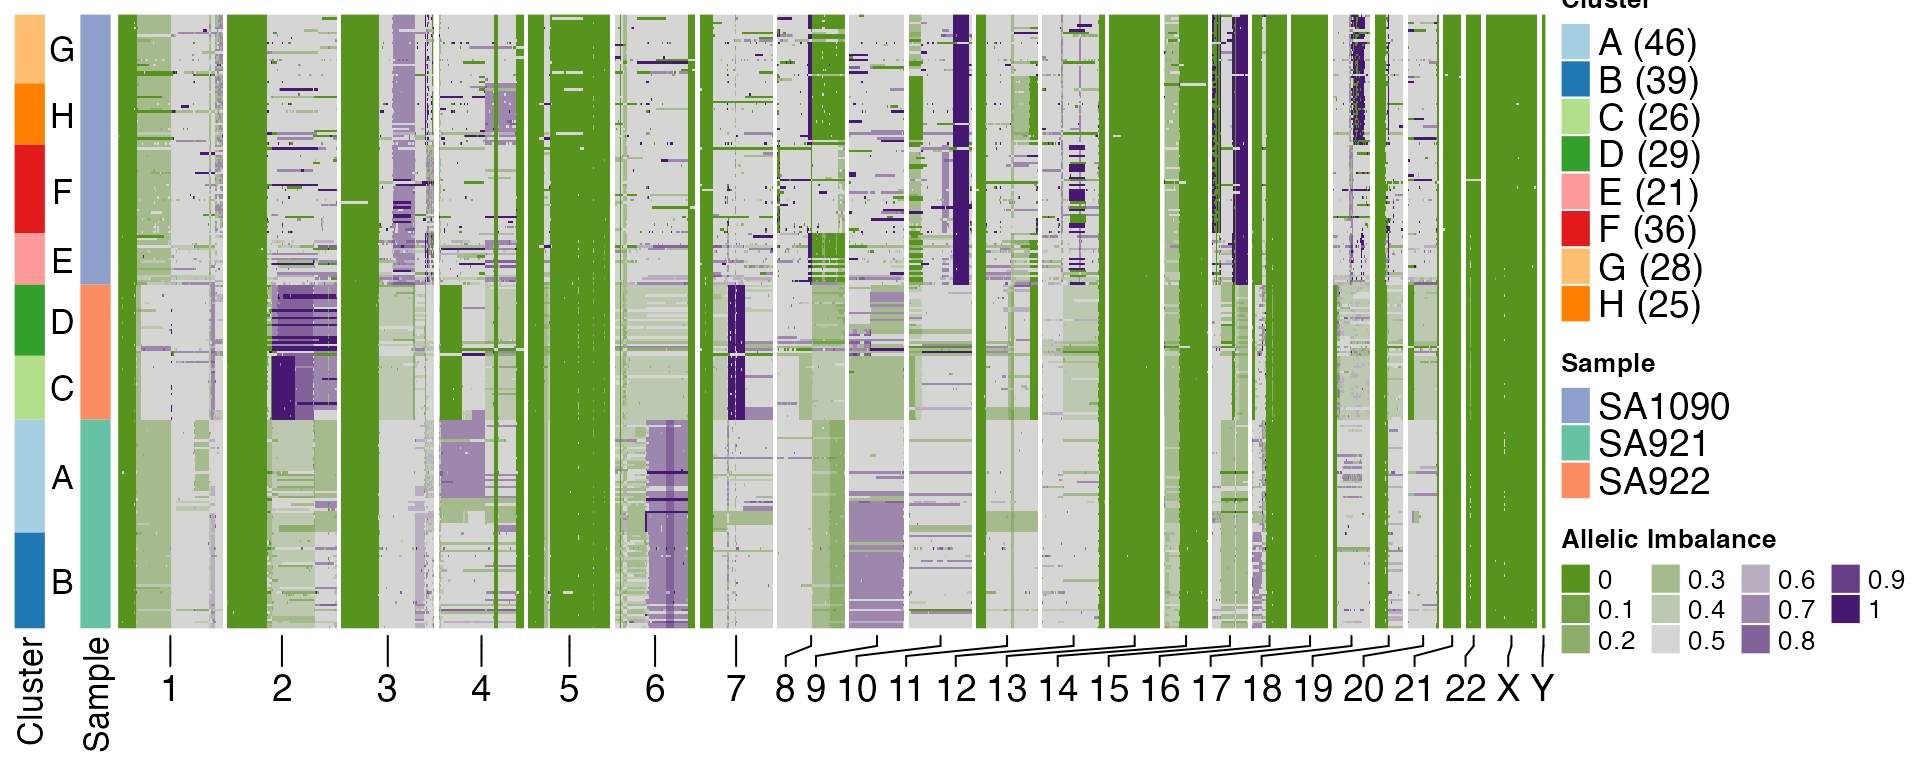 Cluster
A (46)
B (39)
C (26)
D (29)
E (21)
F (36)
G (28)
H (25)
Sample
SA1090
SA921
SA922
Allelic Imbalance
0 0.3 0.6 0.9
0.1 0.4 0.7 1
0.2 0.5 0.8
G
H
F
E
D
C
A
B
Cluster
Sample
1 2 3 4 5 6 7 8 9 10 11 12 13 14 15 16 17 18 19 20 21 22 X Y